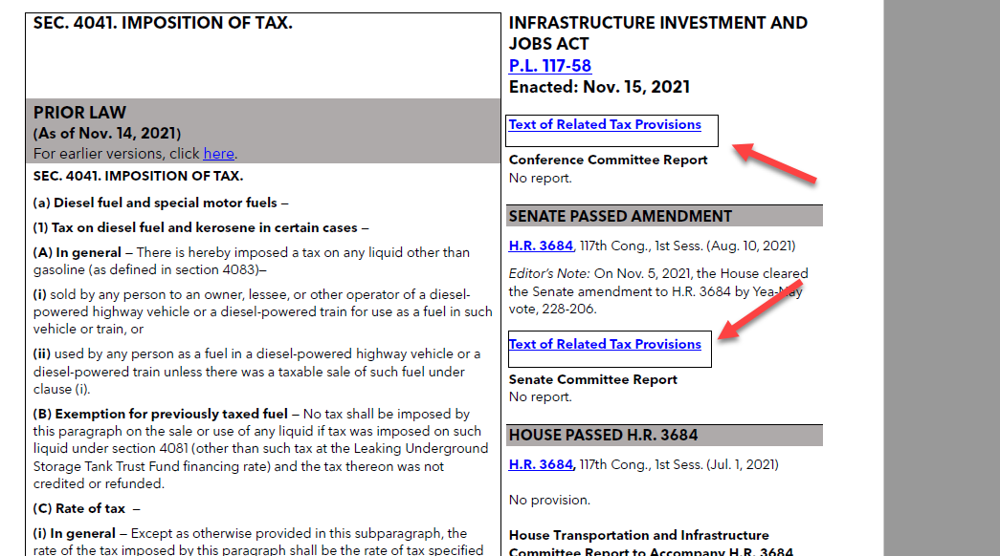 SEC. 4041. IMPOSITION OF TAX.
PRIOR LAW
(As of Nov. 14, 2021)
For earlier versions, click here.
SEC. 4041. IMPOSITION OF TAX.
(a) Diesel fuel and special motor fuels –
(1) Tax on diesel fuel and kerosene in certain cases –
(A) In general – There is hereby imposed a tax on any liquid other than
gasoline (as defined in section 4083)–
(i) sold by any person to an owner, lessee, or other operator of a diesel-
powered highway vehicle or a diesel-powered train for use as a fuel in such
vehicle or train, or
(ii) used by any person as a fuel in a diesel-powered highway vehicle or a
diesel-powered train unless there was a taxable sale of such fuel under
clause (i).
(B) Exemption for previously taxed fuel – No tax shall be imposed by
this paragraph on the sale or use of any liquid if tax was imposed on such
liquid under section 4081 (other than such tax at the Leaking Underground
Storage Tank Trust Fund financing rate) and the tax thereon was not
credited or refunded.
(C) Rate of tax –
(i) In general – Except as otherwise provided in this subparagraph, the
rate of the tax imposed by this paragraph shall be the rate of tax specified
INFRASTRUCTURE INVESTMENT AND
JOBS ACT
P.L. 117-58
Enacted: Nov. 15, 2021
Text of Related Tax Provisions
Conference Committee Report
No report.
SENATE PASSED AMENDMENT
H.R. 3684, 117th Cong., 1st Sess. (Aug. 10, 2021)
Editor's Note: On Nov. 5, 2021, the House cleared
the Senate amendment to H.R. 3684 by Yea-Nay
vote, 228-206.
Text of Related Tax Provisions
Senate Committee Report
No report.
HOUSE PASSED H.R. 3684
H.R. 3684, 117th Cong., 1st Sess. (Jul. 1, 2021)
No provision.
House Transportation and Infrastructure
Committee Report to Accompany H.R. 3684